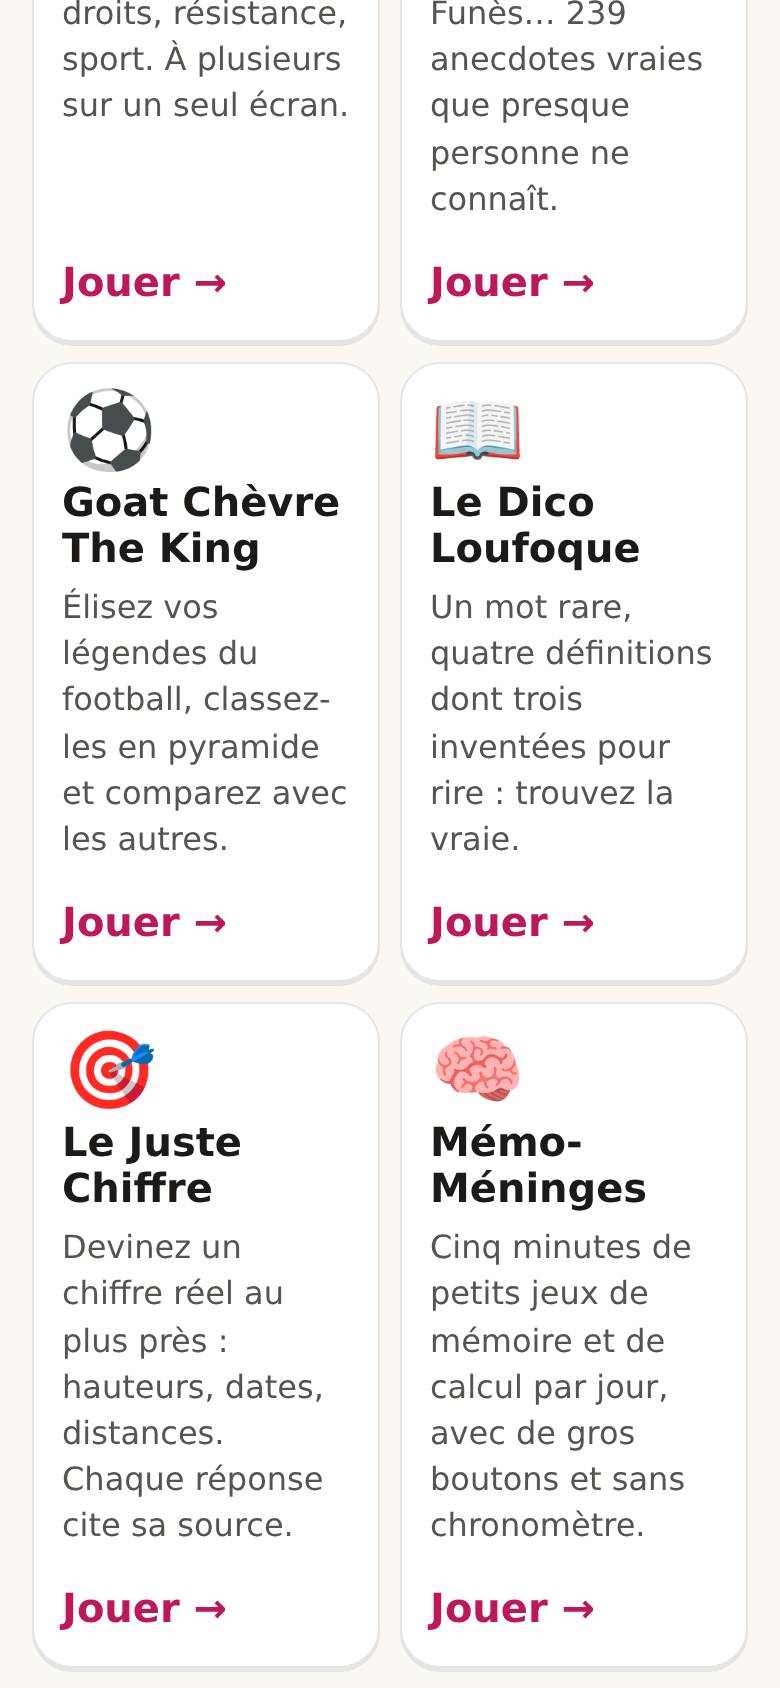 droits, résistance,
sport. À plusieurs
sur un seul écran.
Jouer →
Funès... 239
anecdotes vraies
que presque
personne ne
connaît.
Jouer →
Goat Chèvre
The King
Élisez vos
légendes du
football, classez-
les en pyramide
et comparez avec
les autres.
Jouer →
Le Dico
Loufoque
Un mot rare,
quatre définitions
dont trois
inventées pour
rire : trouvez la
vraie.
Jouer →
Le Juste
Chiffre
Devinez un
chiffre réel au
plus près :
hauteurs, dates,
distances.
Chaque réponse
cite sa source.
Jouer →
Mémo-
Méninges
Cinq minutes de
petits jeux de
mémoire et de
calcul par jour,
avec de gros
boutons et sans
chronomètre.
Jouer →